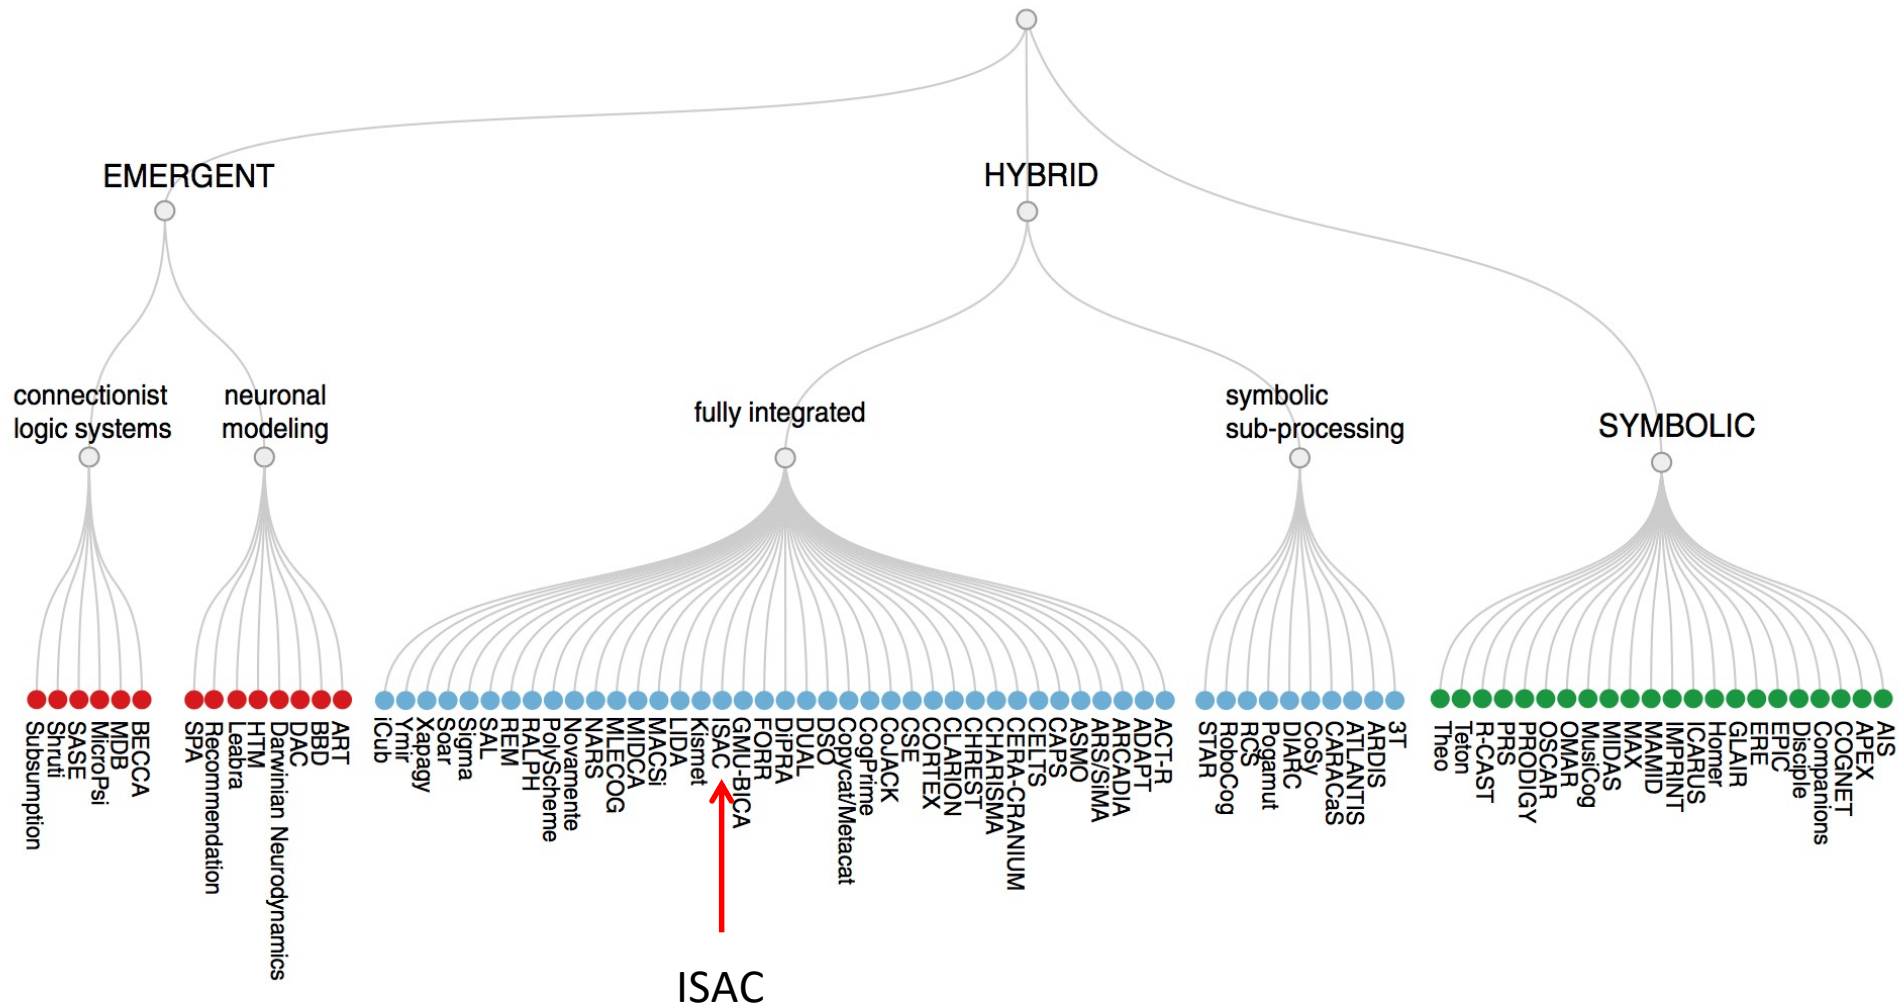 EMERGENT
HYBRID
connectionist
logic systems
neuronal
modeling
fully integrated
symbolic
sub-processing
SYMBOLIC
Subsumption
Shruti
SASE
MicroPsi
MDB
BECCA
SPA
Recommendation
Leabra
HTM
Darwinian Neurodynamics
DAC
BBD
ART
iCub
Ymir
Xapagy
Soar
Sigma
SAL
REM
RALPH
PolyScheme
Novamente
NARS
MLECOG
MIDCA
MACSi
LIDA
Kismet
ISAC
GMU-BICA
FORR
DiPRA
DUAL
DSO
Copycat/Metacat
CogPrime
CoJACK
CSE
CORTEX
CLARION
CHREST
CHARISMA
CERA-CRANIUM
CELTS
CAPS
ASMO
ARS/SiMA
ARCADIA
ADAPT
ACT-R
STAR
RoboCog
RCS
Pogamut
DIARC
CoSy
CARACaS
ATLANTIS
ARDIS
3T
Theo
Teton
R-CAST
PRS
PRODIGY
OSCAR
OMAR
MusiCog
MIDAS
MAX
MAMID
IMPRINT
ICARUS
Homer
GLAIR
ERE
EPIC
Disciple
Companions
COGNET
APEX
AIS
ISAC